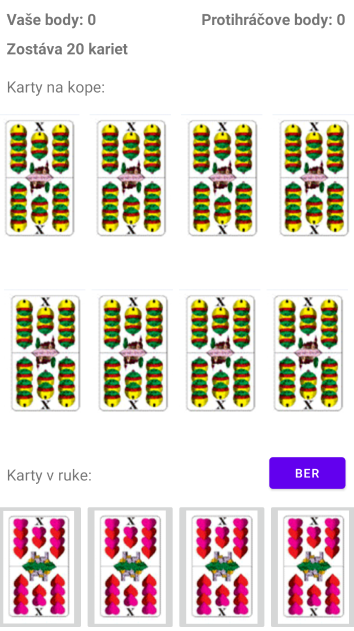 Vaše body: 0 Protihráčove body: 0
Zostáva 20 kariet
Karty na kope:
X X X X
X X X X
X X X X
X X X X
Karty v ruke: BER
X X X X
X X X X